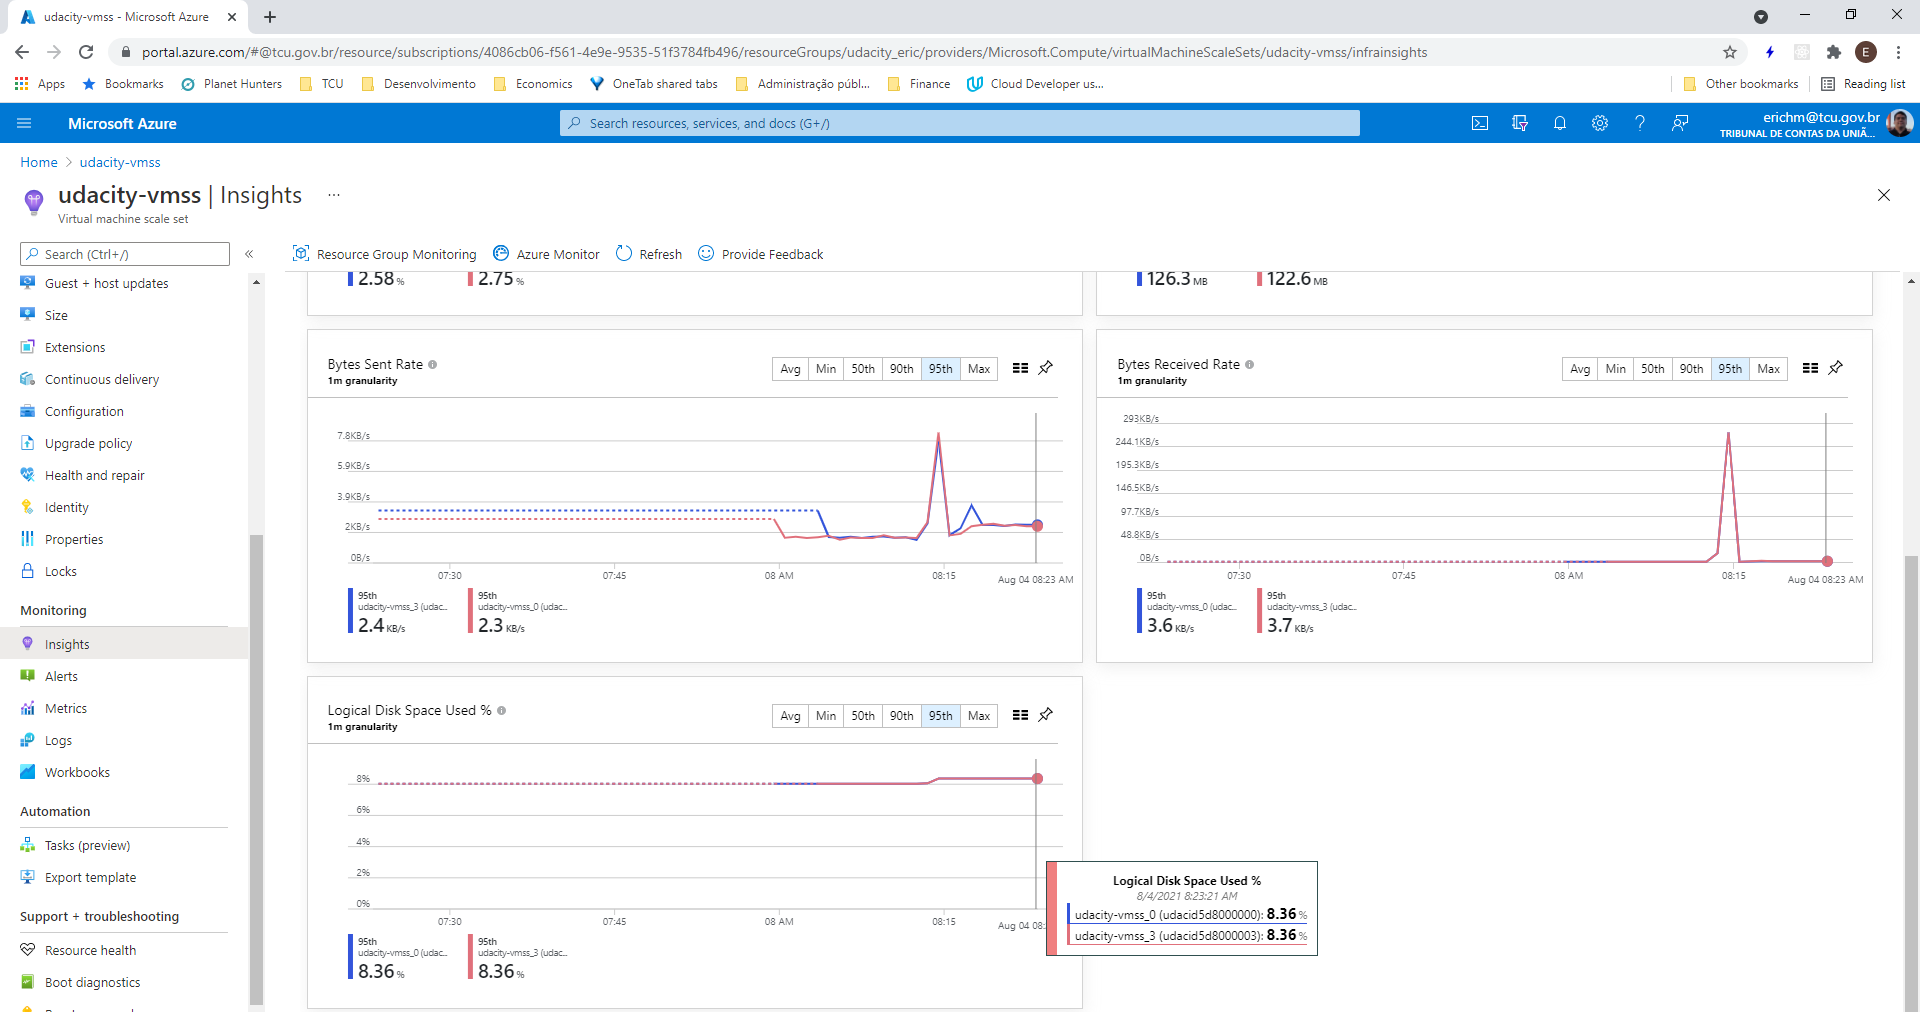 udacity-vmss - Microsoft Azure
portal.azure.com/#@tcu.gov.br/resource/subscriptions/4086cb06-f561-4e9e-9535-51f3784fb496/resourceGroups/udacity_eric/providers/Microsoft.Compute/virtualMachineScaleSets/udacity-vmss/infrainsights
E
Apps Bookmarks Planet Hunters TCU Desenvolvimento Economics OneTab shared tabs Administração públ... Finance Cloud Developer us... Other bookmarks Reading list
Microsoft Azure
Search resources, services, and docs (G+/)
erichm@tcu.gov.br
TRIBUNAL DE CONTAS DA UNIÃ...
Home > udacity-vmss
udacity-vmss | Insights ...
Virtual machine scale set
Search (Ctrl+/)
«
Guest + host updates
Size
Extensions
Continuous delivery
Configuration
Upgrade policy
Health and repair
Identity
Properties
Locks
Monitoring
Insights
Alerts
Metrics
Logs
Workbooks
Automation
Tasks (preview)
Export template
Support + troubleshooting
Resource health
Boot diagnostics
Resource Group Monitoring Azure Monitor Refresh Provide Feedback
2.58 % 2.75 %
126.3 MB 122.6 MB
Bytes Sent Rate
1m granularity
Avg Min 50th 90th 95th Max
7.8KB/s
5.9KB/s
3.9KB/s
2KB/s
0B/s
07:30 07:45 08 AM 08:15 Aug 04 08:23 AM
95th 95th
udacity-vmss_3 (udac... udacity-vmss_0 (udac...
2.4 KB/s 2.3 KB/s
Bytes Received Rate
1m granularity
Avg Min 50th 90th 95th Max
293KB/s
244.1KB/s
195.3KB/s
146.5KB/s
97.7KB/s
48.8KB/s
0B/s
07:30 07:45 08 AM 08:15 Aug 04 08:23 AM
95th 95th
udacity-vmss_0 (udac... udacity-vmss_3 (udac...
3.6 KB/s 3.7 KB/s
Logical Disk Space Used %
1m granularity
Avg Min 50th 90th 95th Max
8%
6%
4%
2%
0%
07:30 07:45 08 AM 08:15 Aug 04 08:
95th 95th
udacity-vmss_0 (udac... udacity-vmss_3 (udac...
8.36 % 8.36 %
Logical Disk Space Used %
8/4/2021 8:23:21 AM
udacity-vmss_0 (udacid5d8000000): 8.36 %
udacity-vmss_3 (udacid5d8000003): 8.36 %